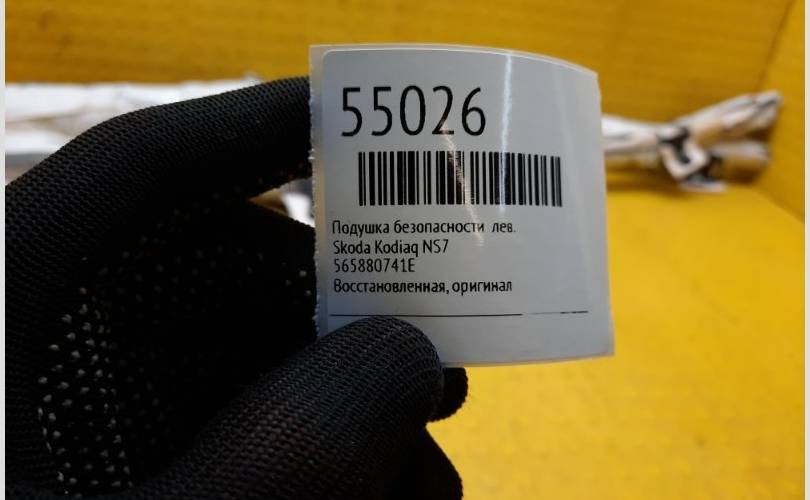 55026
Подушка безопасности лев.
Skoda Kodiaq NS7
565880741E
Восстановленная, оригинал